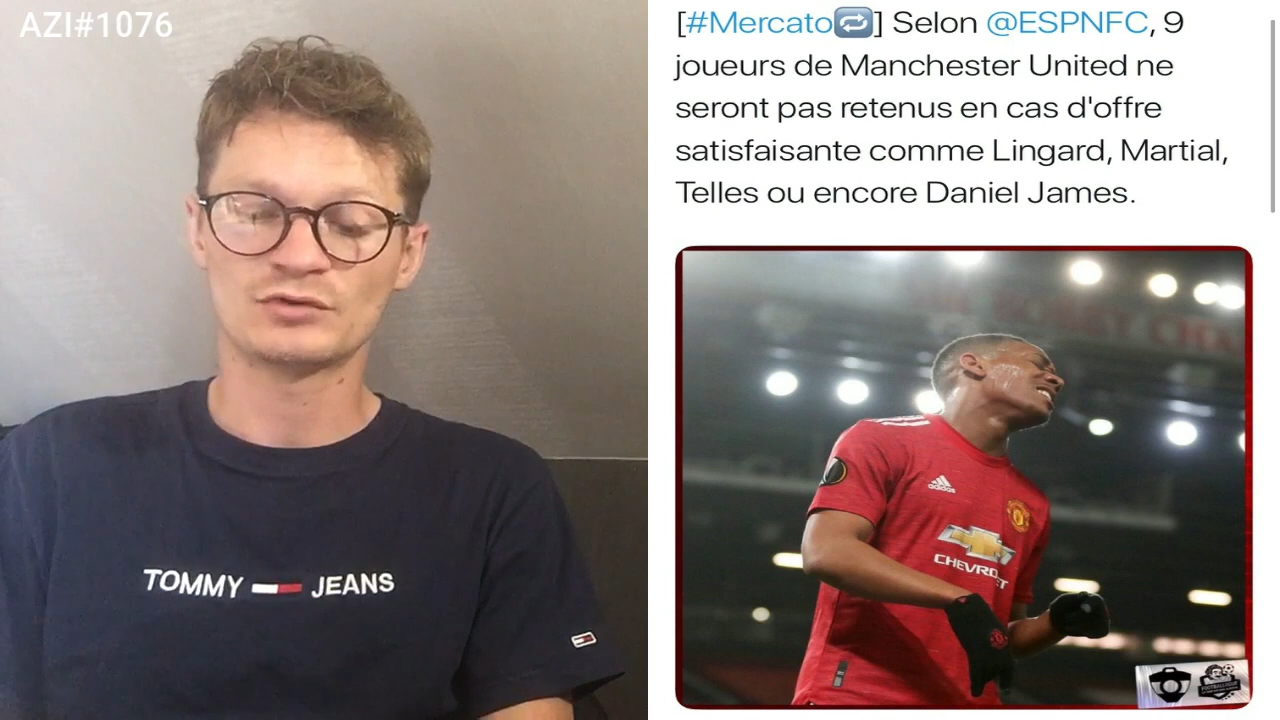 AZI#1076
[#Mercato🔁] Selon @ESPNFC, 9
joueurs de Manchester United ne
seront pas retenus en cas d'offre
satisfaisante comme Lingard, Martial,
Telles ou encore Daniel James.
TOMMY JEANS
adidas
CHEVROLET